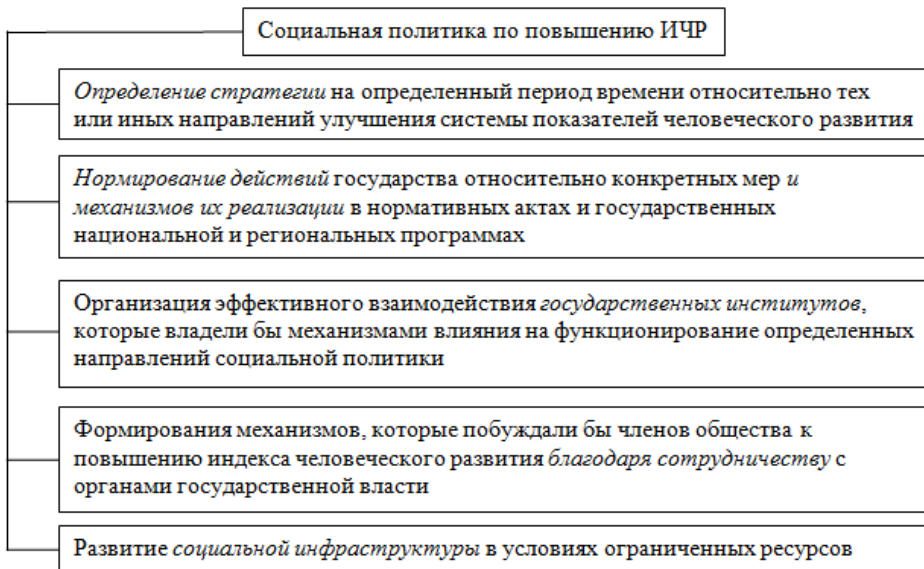 Социальная политика по повышению ИЧР
Определение стратегии на определенный период времени относительно тех
или иных направлений улучшения системы показателей человеческого развития
Нормирование действий государства относительно конкретных мер и
механизмов их реализации в нормативных актах и государственных
национальной и региональных программах
Организация эффективного взаимодействия государственных институтов,
которые владели бы механизмами влияния на функционирование определенных
направлений социальной политики
Формирования механизмов, которые побуждали бы членов общества к
повышению индекса человеческого развития благодаря сотрудничеству с
органами государственной власти
Развитие социальной инфраструктуры в условиях ограниченных ресурсов